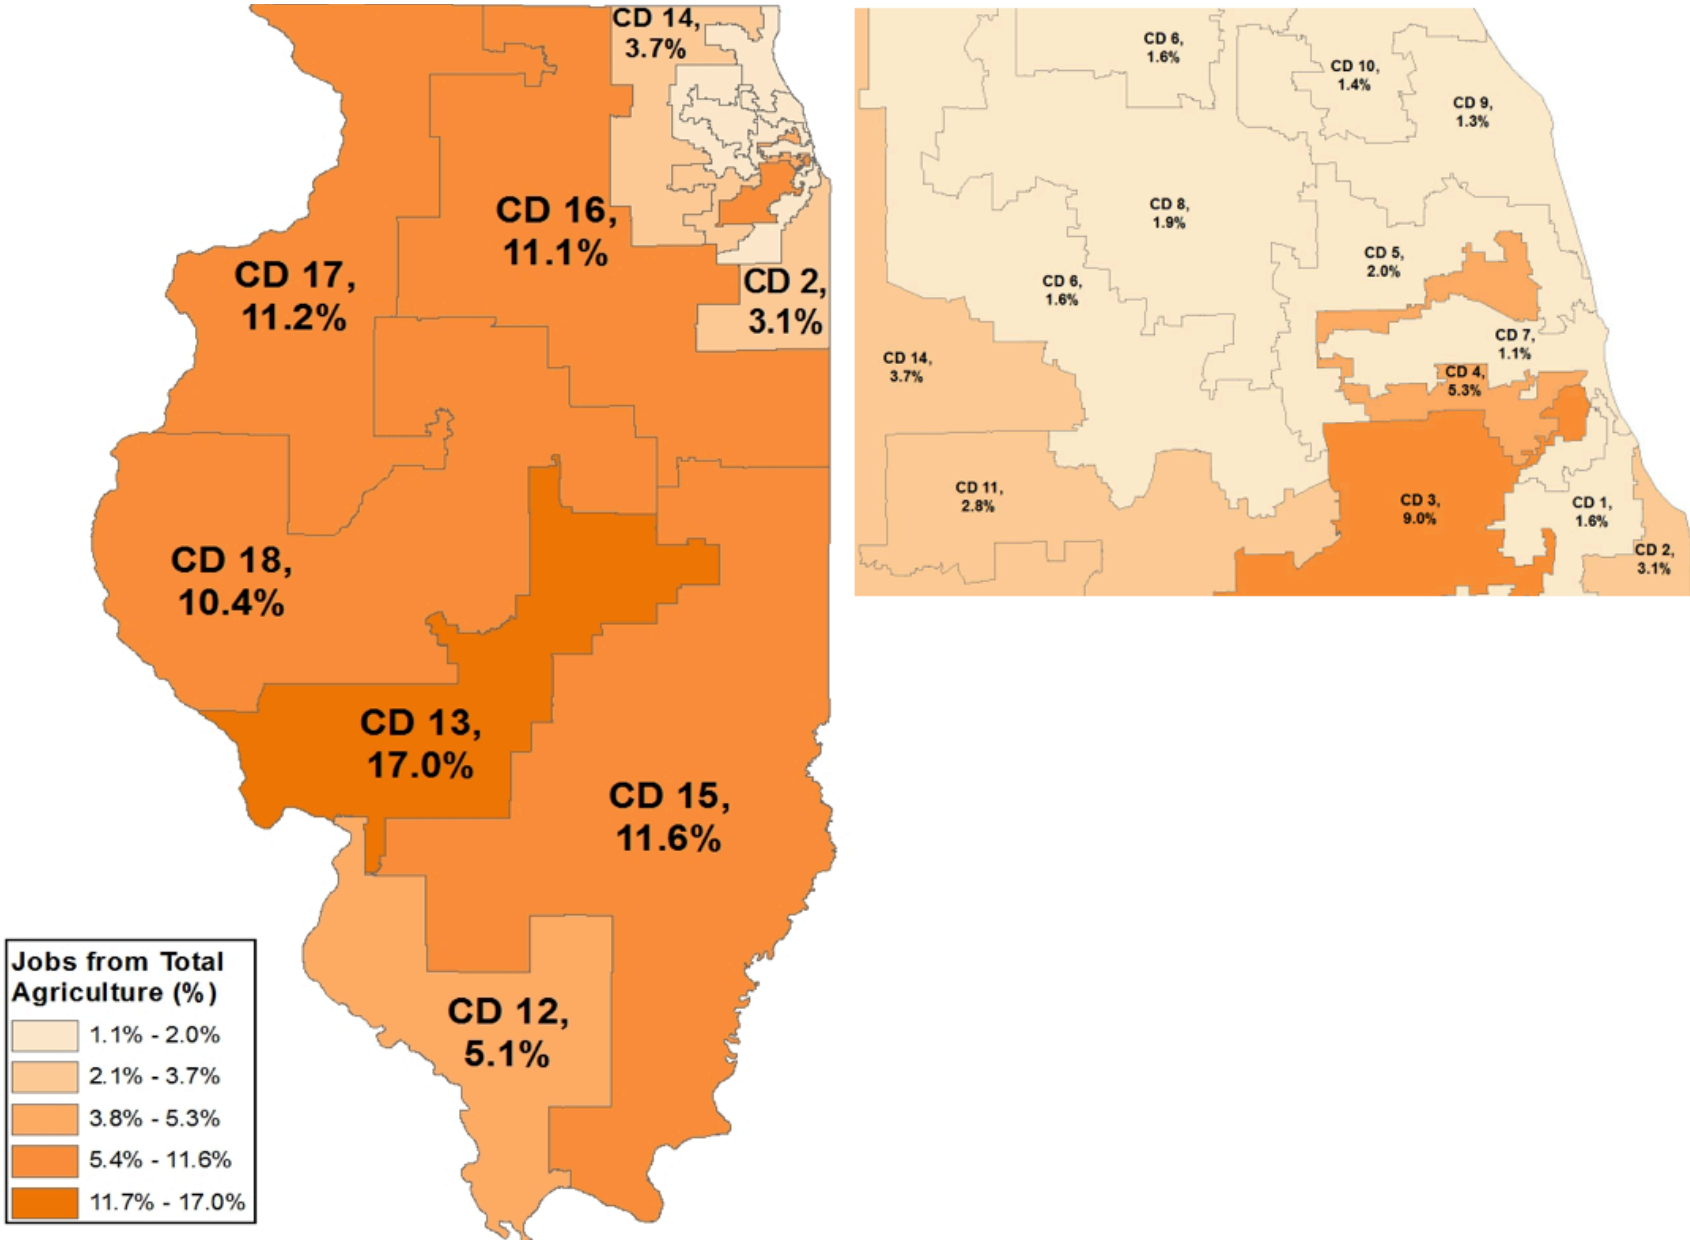 CD 14,
3.7%
CD 16,
11.1%
CD 17,
11.2%
CD 2,
3.1%
CD 18,
10.4%
CD 13,
17.0%
CD 15,
11.6%
CD 12,
5.1%
Jobs from Total
Agriculture (%)
1.1% - 2.0%
2.1% - 3.7%
3.8% - 5.3%
5.4% - 11.6%
11.7% - 17.0%
CD 6,
1.6%
CD 10,
1.4%
CD 9,
1.3%
CD 8,
1.9%
CD 5,
2.0%
CD 6,
1.6%
CD 7,
1.1%
CD 14,
3.7%
CD 4,
5.3%
CD 11,
2.8%
CD 3,
9.0%
CD 1,
1.6%
CD 2,
3.1%